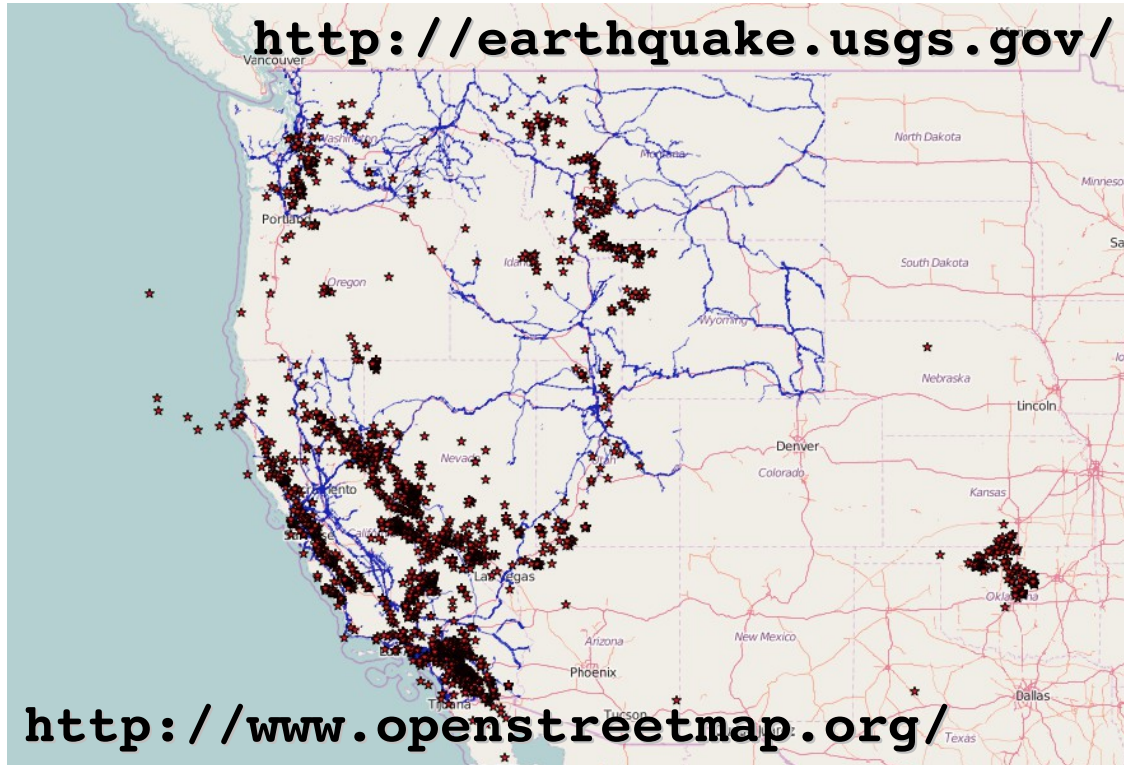 http://earthquake.usgs.gov/
Vancouver
Washington
North Dakota
Montana
Minneso
Portland
Sa
Idaho
South Dakota
Oregon
Wyoming
Nebraska
Lincoln
Denver
Nevada
Utah
Colorado
Kansas
Las Vegas
Oklahoma
Arizona
New Mexico
Phoenix
Dallas
Tijuana
Tucson
Texas
http://www.openstreetmap.org/